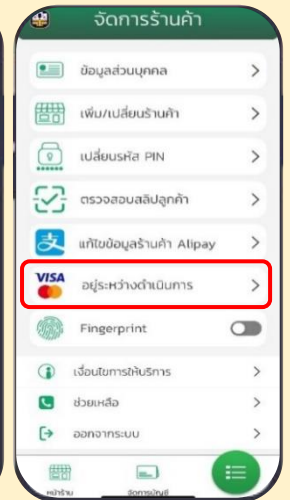 จัดการร้านค้า
ข้อมูลส่วนบุคคล
เพิ่ม/เปลี่ยนร้านค้า
เปลี่ยนรหัส PIN
ตรวจสอบสลิปลูกค้า
支 แก้ไขข้อมูลร้านค้า Alipay
VISA อยู่ระหว่างดำเนินการ
Fingerprint
เงื่อนไขการให้บริการ
ช่วยเหลือ
ออกจากระบบ
หน้าร้าน จัดการบัญชี